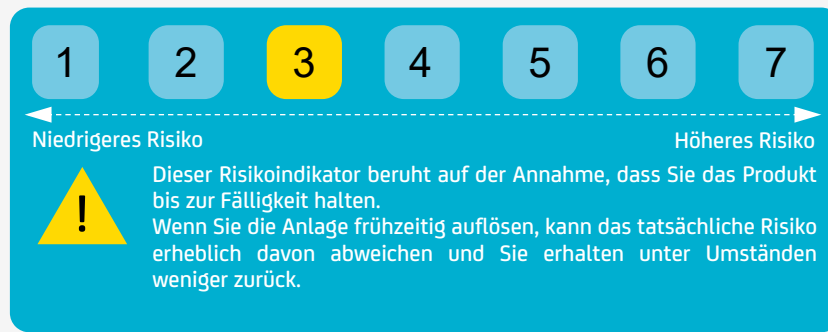 1 2 3 4 5 6 7
Niedrigeres Risiko Höheres Risiko
!
Dieser Risikoindikator beruht auf der Annahme, dass Sie das Produkt
bis zur Fälligkeit halten.
Wenn Sie die Anlage frühzeitig auflösen, kann das tatsächliche Risiko
erheblich davon abweichen und Sie erhalten unter Umständen
weniger zurück.